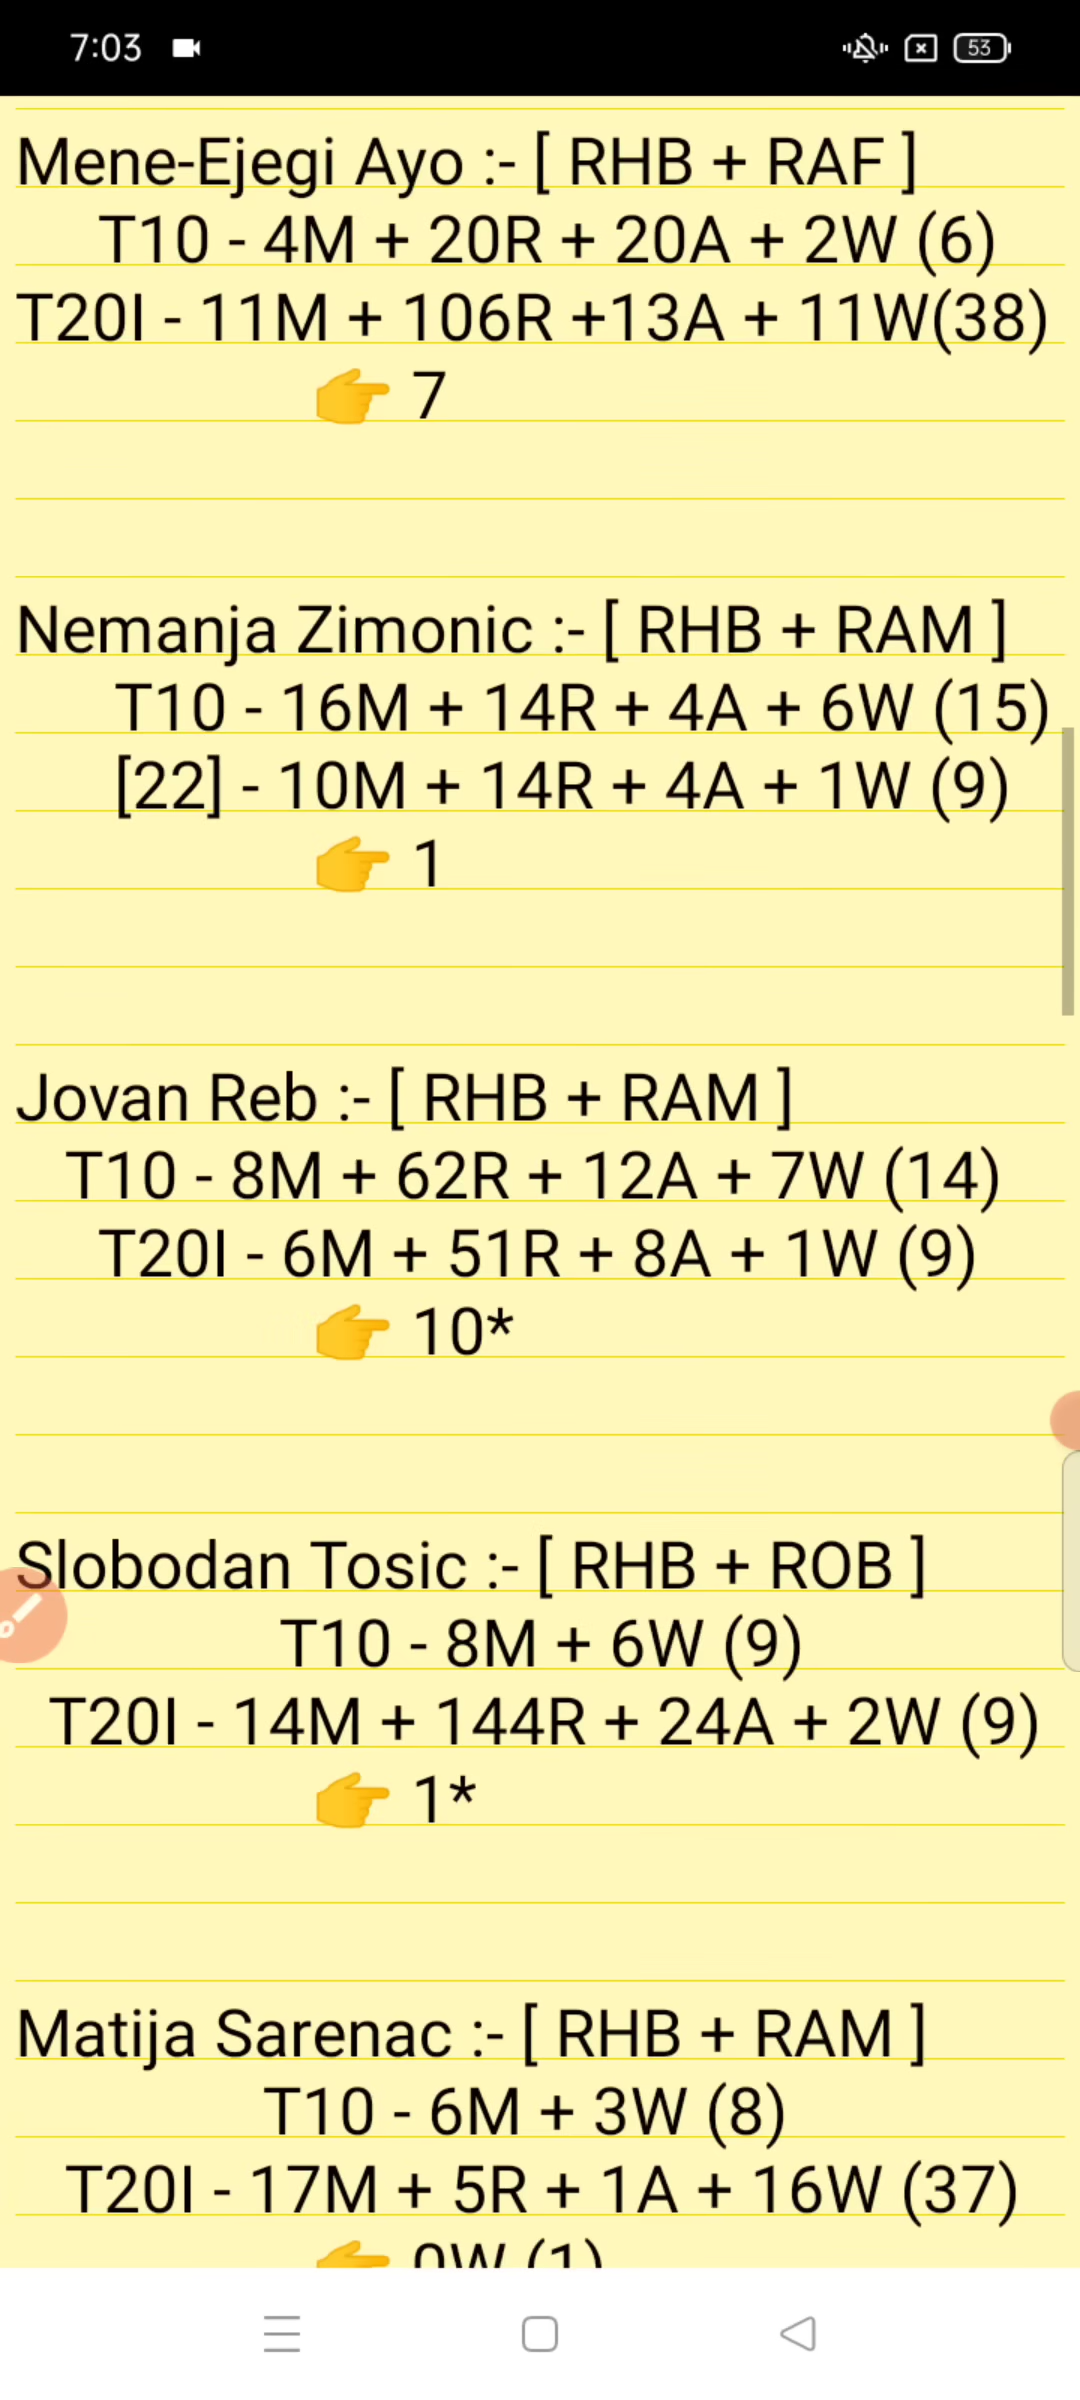 7:03
53
Mene-Ejegi Ayo :- [ RHB + RAF ]
T10 - 4M + 20R + 20A + 2W (6)
T20I - 11M + 106R +13A + 11W(38)
👉 7
Nemanja Zimonic :- [ RHB + RAM ]
T10 - 16M + 14R + 4A + 6W (15)
[22] - 10M + 14R + 4A + 1W (9)
👉 1
Jovan Reb :- [ RHB + RAM ]
T10 - 8M + 62R + 12A + 7W (14)
T20I - 6M + 51R + 8A + 1W (9)
👉 10*
Slobodan Tosic :- [ RHB + ROB ]
T10 - 8M + 6W (9)
T20I - 14M + 144R + 24A + 2W (9)
👉 1*
Matija Sarenac :- [ RHB + RAM ]
T10 - 6M + 3W (8)
T20I - 17M + 5R + 1A + 16W (37)
👉 0W (1)